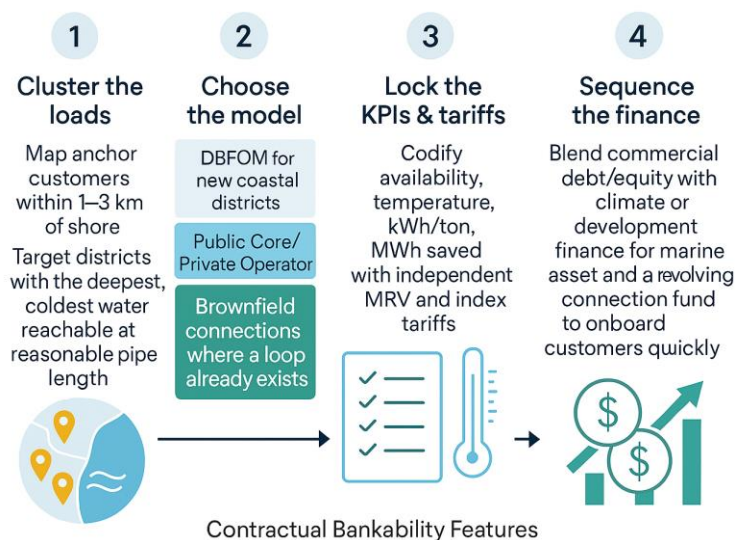 1
Cluster the
loads
Map anchor
customers
within 1–3 km
of shore
Target districts
with the deepest,
coldest water
reachable at
reasonable pipe
length
2
Choose
the model
DBFOM for
new coastal
districts
Public Core/
Private Operator
Brownfield
connections
where a loop
already exists
3
Lock the
KPIs & tariffs
Codify
availability,
temperature,
kWh/ton,
MWh saved
with independent
MRV and index
tariffs
4
Sequence
the finance
Blend commercial
debt/equity with
climate or
development
finance for marine
asset and a revolving
connection fund
to onboard
customers quickly
$
$
Contractual Bankability Features